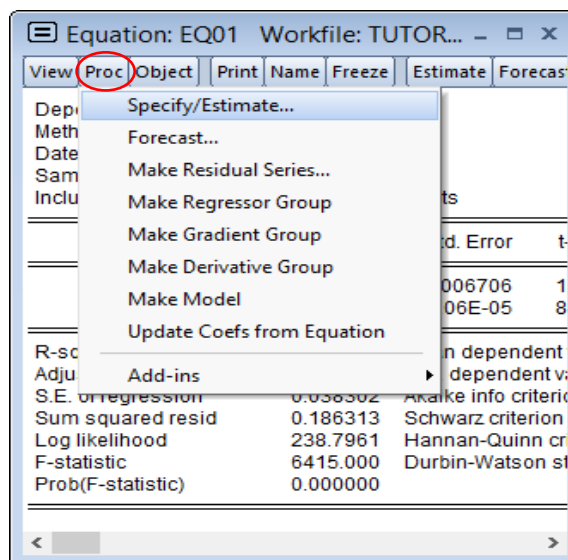 Equation: EQ01 Workfile: TUTOR...
View Proc Object Print Name Freeze Estimate Forecas
Specify/Estimate...
Forecast...
Make Residual Series...
Make Regressor Group
Make Gradient Group
Make Derivative Group
Make Model
Update Coefs from Equation
Add-ins
Dep
Meth
Date
Sam
Inclu ts
td. Error t-
006706 1
06E-05 8
R-sq n dependent
Adju dependent va
S.E. of regression 0.038302 Akaike info criterio
Sum squared resid 0.186313 Schwarz criterion
Log likelihood 238.7961 Hannan-Quinn cri
F-statistic 6415.000 Durbin-Watson st
Prob(F-statistic) 0.000000